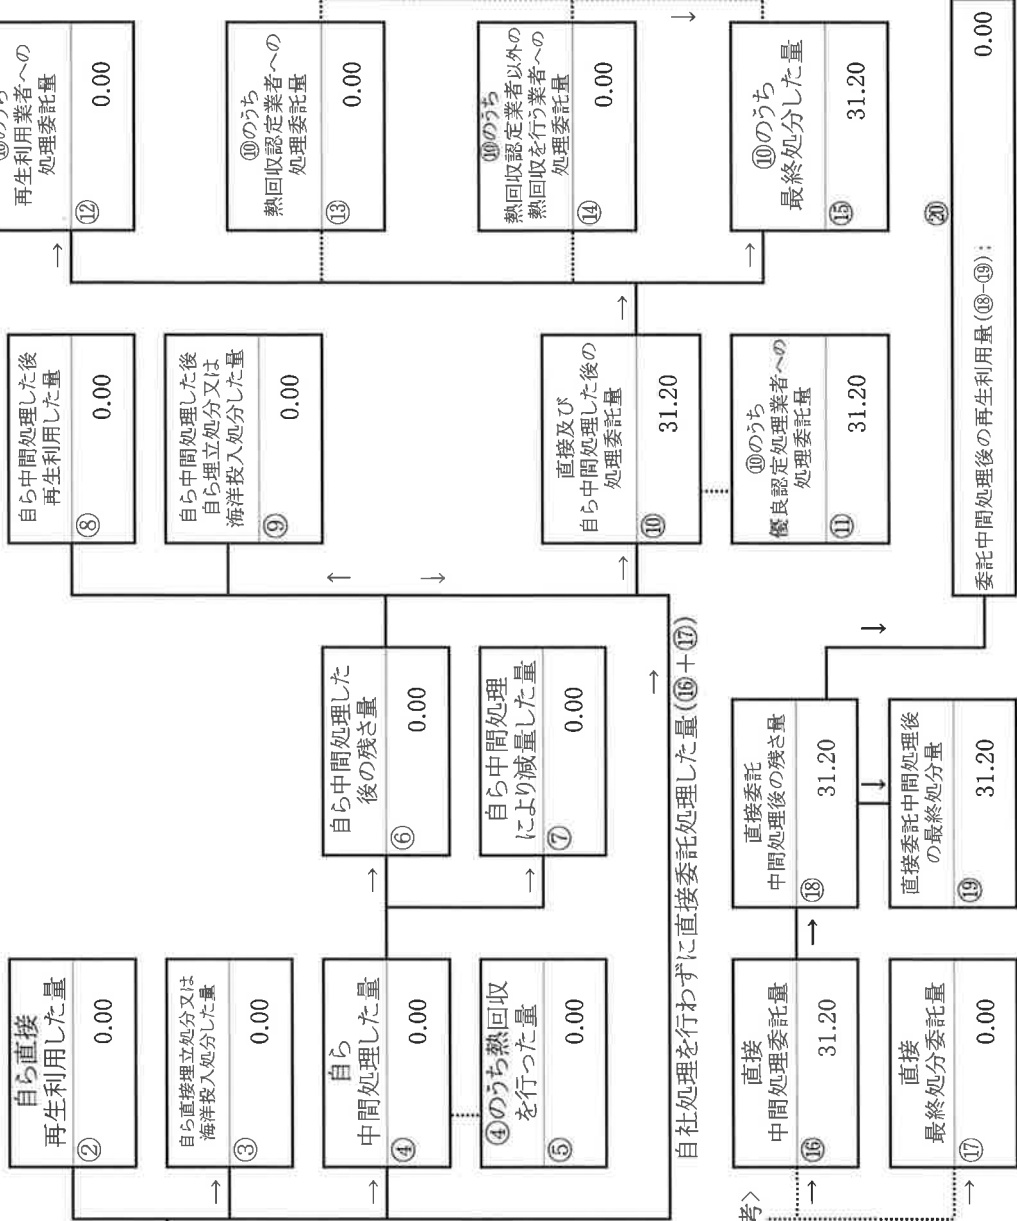 自ら直接
再生利用した量
② 0.00
自ら直接埋立処分又は
海洋投入処分した量
③ 0.00
自ら
中間処理した量
④ 0.00
④のうち熱回収
を行った量
⑤ 0.00
自ら中間処理した
後の残さ量
⑥ 0.00
自ら中間処理
により減量した量
⑦ 0.00
自ら中間処理した後
再生利用した量
⑧ 0.00
自ら中間処理した後
自ら埋立処分又は
海洋投入処分した量
⑨ 0.00
直接及び
自ら中間処理した後の
処理委託量
⑩ 31.20
⑩のうち
優良認定処理業者への
処理委託量
⑪ 31.20
⑩のうち
再生利用業者への
処理委託量
⑫ 0.00
⑩のうち
熱回収認定業者への
処理委託量
⑬ 0.00
⑩のうち
熱回収認定業者以外の
熱回収を行う業者への
処理委託量
⑭ 0.00
⑩のうち
最終処分した量
⑮ 31.20
自社処理を行わずに直接委託処理した量(⑯+⑰)
考>
直接
中間処理委託量
⑯ 31.20
直接
最終処分委託量
⑰ 0.00
直接委託
中間処理後の残さ量
⑱ 31.20
直接委託中間処理後
の最終処分量
⑲ 31.20
⑳
委託中間処理後の再生利用量(⑱-⑲): 0.00